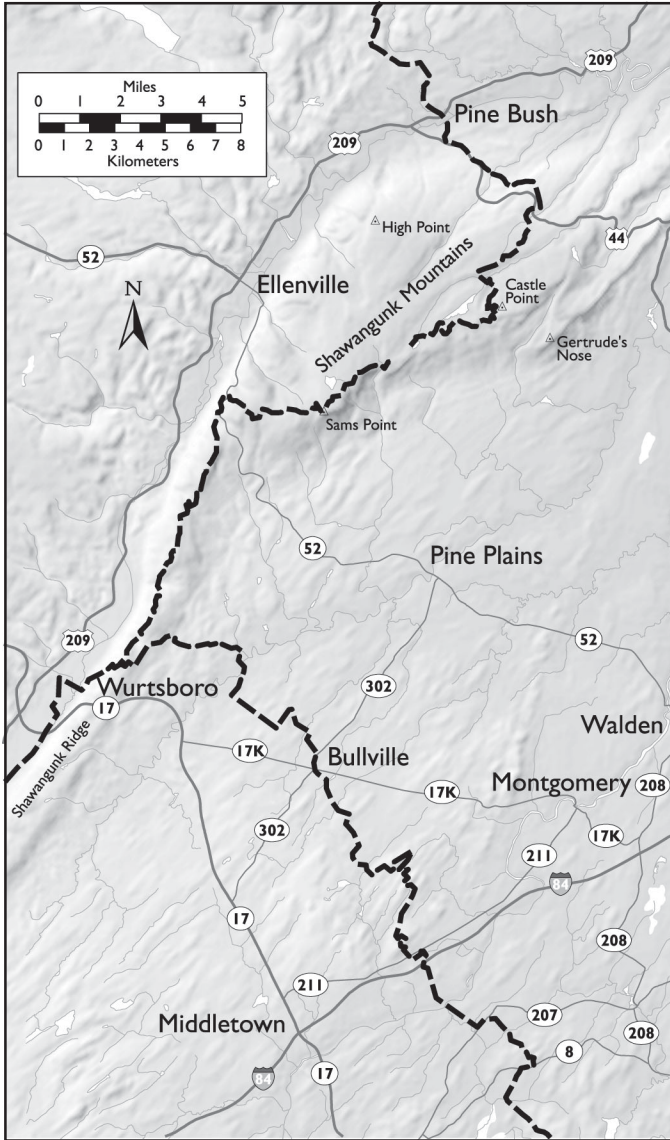 209
Miles
0 1 2 3 4 5
0 1 2 3 4 5 6 7 8
Kilometers
Pine Bush
209
High Point
44
52
Shawangunk Mountains
Ellenville
N
Castle
Point
Gertrude's
Nose
Sams Point
52
Pine Plains
209
52
302
Wurtsboro
17
Walden
Shawangunk Ridge
17K
Bullville
Montgomery
208
17K
302
17K
211
84
17
208
211
207
Middletown
208
8
84
17